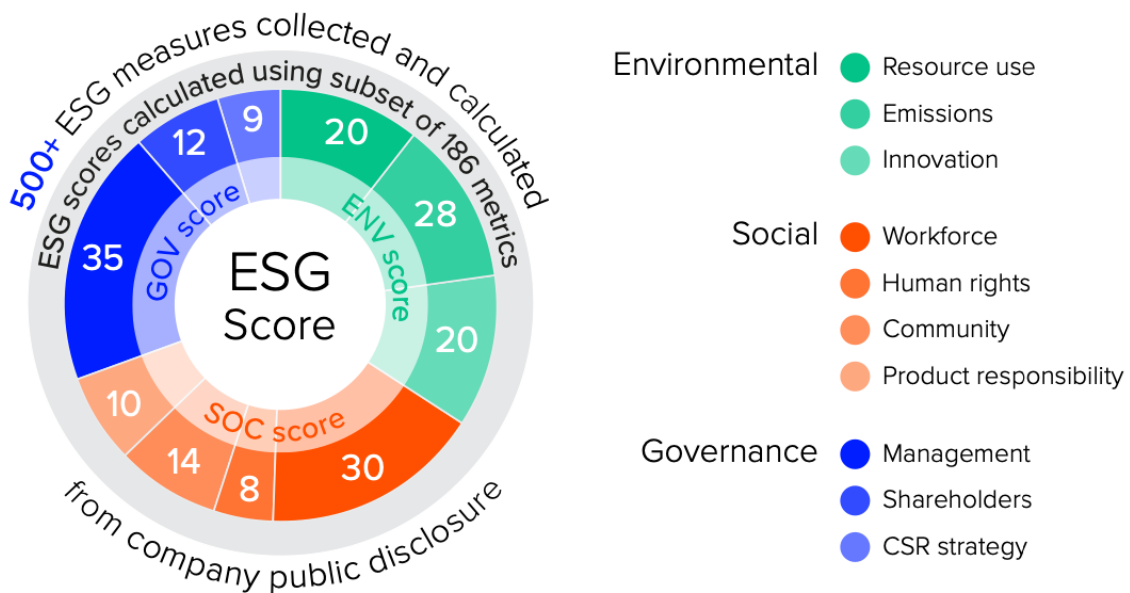 500+ ESG measures collected and calculated
from company public disclosure
ESG scores calculated using subset of 186 metrics
20
28
20
30
8
14
10
35
12
9
ENV score
SOC score
GOV score
ESG
Score
Environmental
Resource use
Emissions
Innovation
Social
Workforce
Human rights
Community
Product responsibility
Governance
Management
Shareholders
CSR strategy